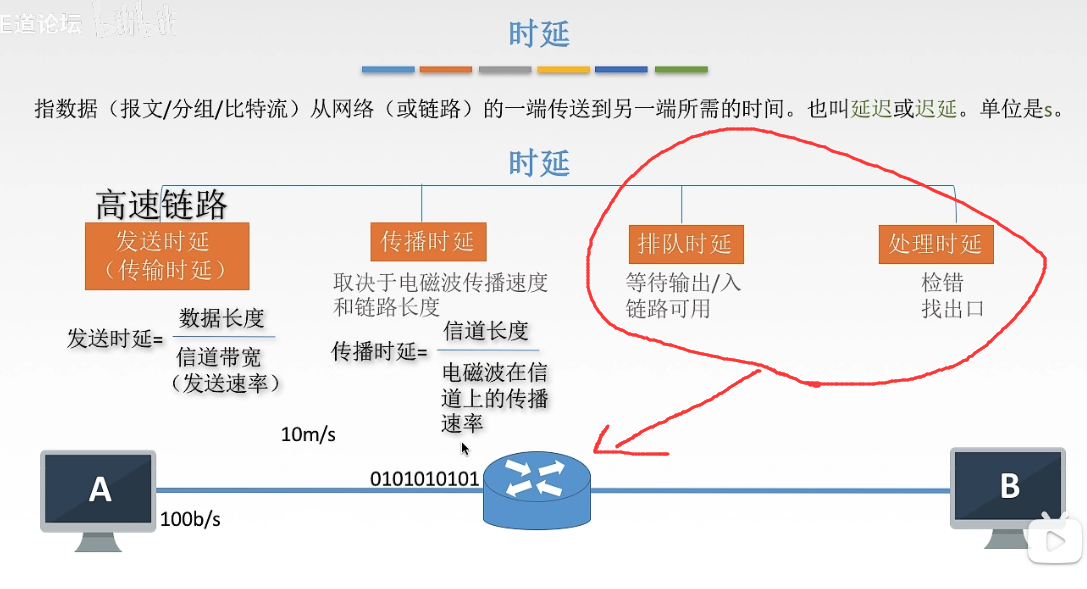 王道论坛 bilibili
时延
指数据（报文/分组/比特流）从网络（或链路）的一端传送到另一端所需的时间。也叫延迟或迟延。单位是s。
时延
高速链路
发送时延
（传输时延）
传播时延
排队时延
处理时延
取决于电磁波传播速度
和链路长度
等待输出/入
链路可用
检错
找出口
发送时延=
数据长度
信道带宽
（发送速率）
传播时延=
信道长度
电磁波在信
道上的传播
速率
10m/s
0101010101
A
B
100b/s